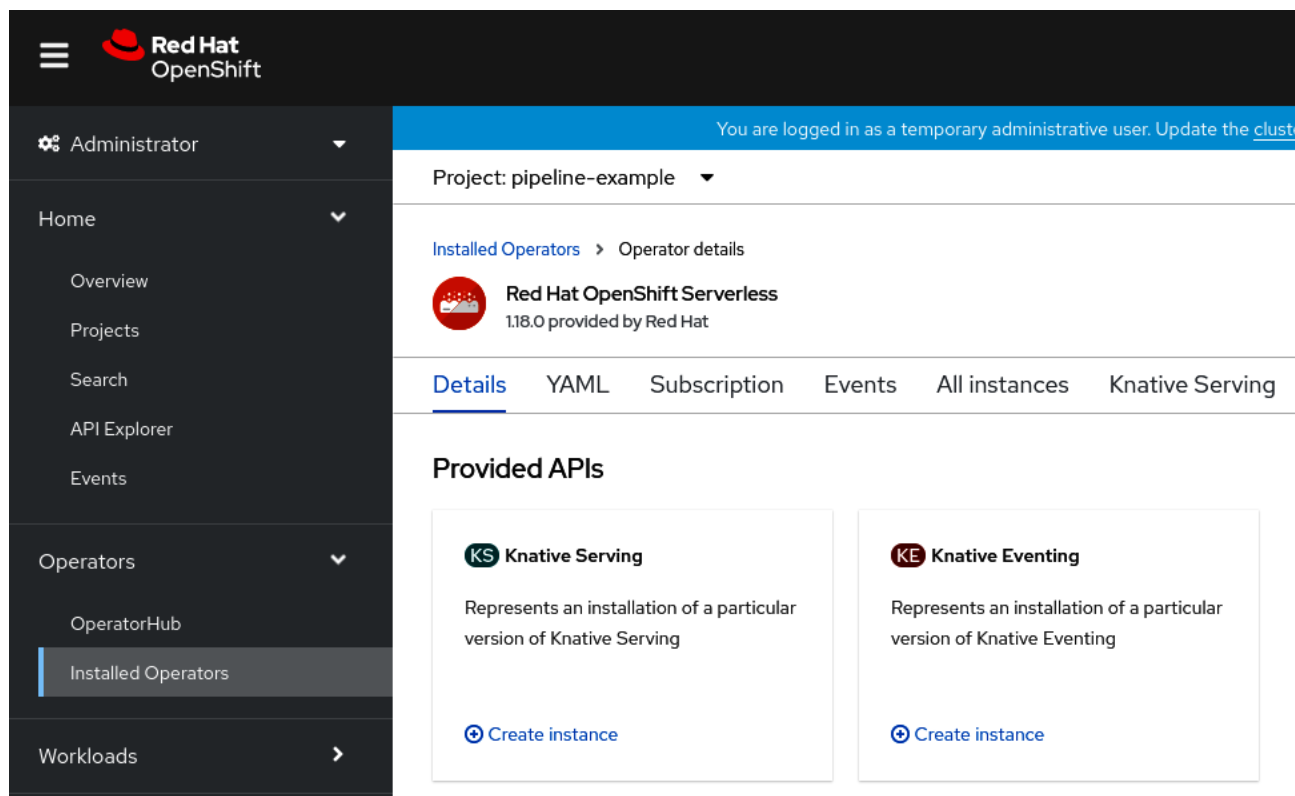 Red Hat
OpenShift
Administrator
You are logged in as a temporary administrative user. Update the
Project: pipeline-example
Home
Overview
Projects
Search
API Explorer
Events
Operators
OperatorHub
Installed Operators
Workloads
Installed Operators > Operator details
Red Hat OpenShift Serverless
1.18.0 provided by Red Hat
Details YAML Subscription Events All instances Knative Serving
Provided APIs
KS Knative Serving
Represents an installation of a particular
version of Knative Serving
Create instance
KE Knative Eventing
Represents an installation of a particular
version of Knative Eventing
Create instance